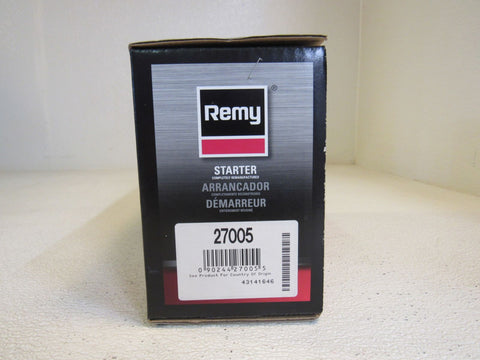 Remy
®
STARTER
COMPLETELY REMANUFACTURED
ARRANCADOR
COMPLETAMENTE RECONSTRUIDO
DÉMARREUR
ENTIÈREMENT RÉUSINÉ
27005
0 90244 27005 5
See Product For Country Of Origin
43141646